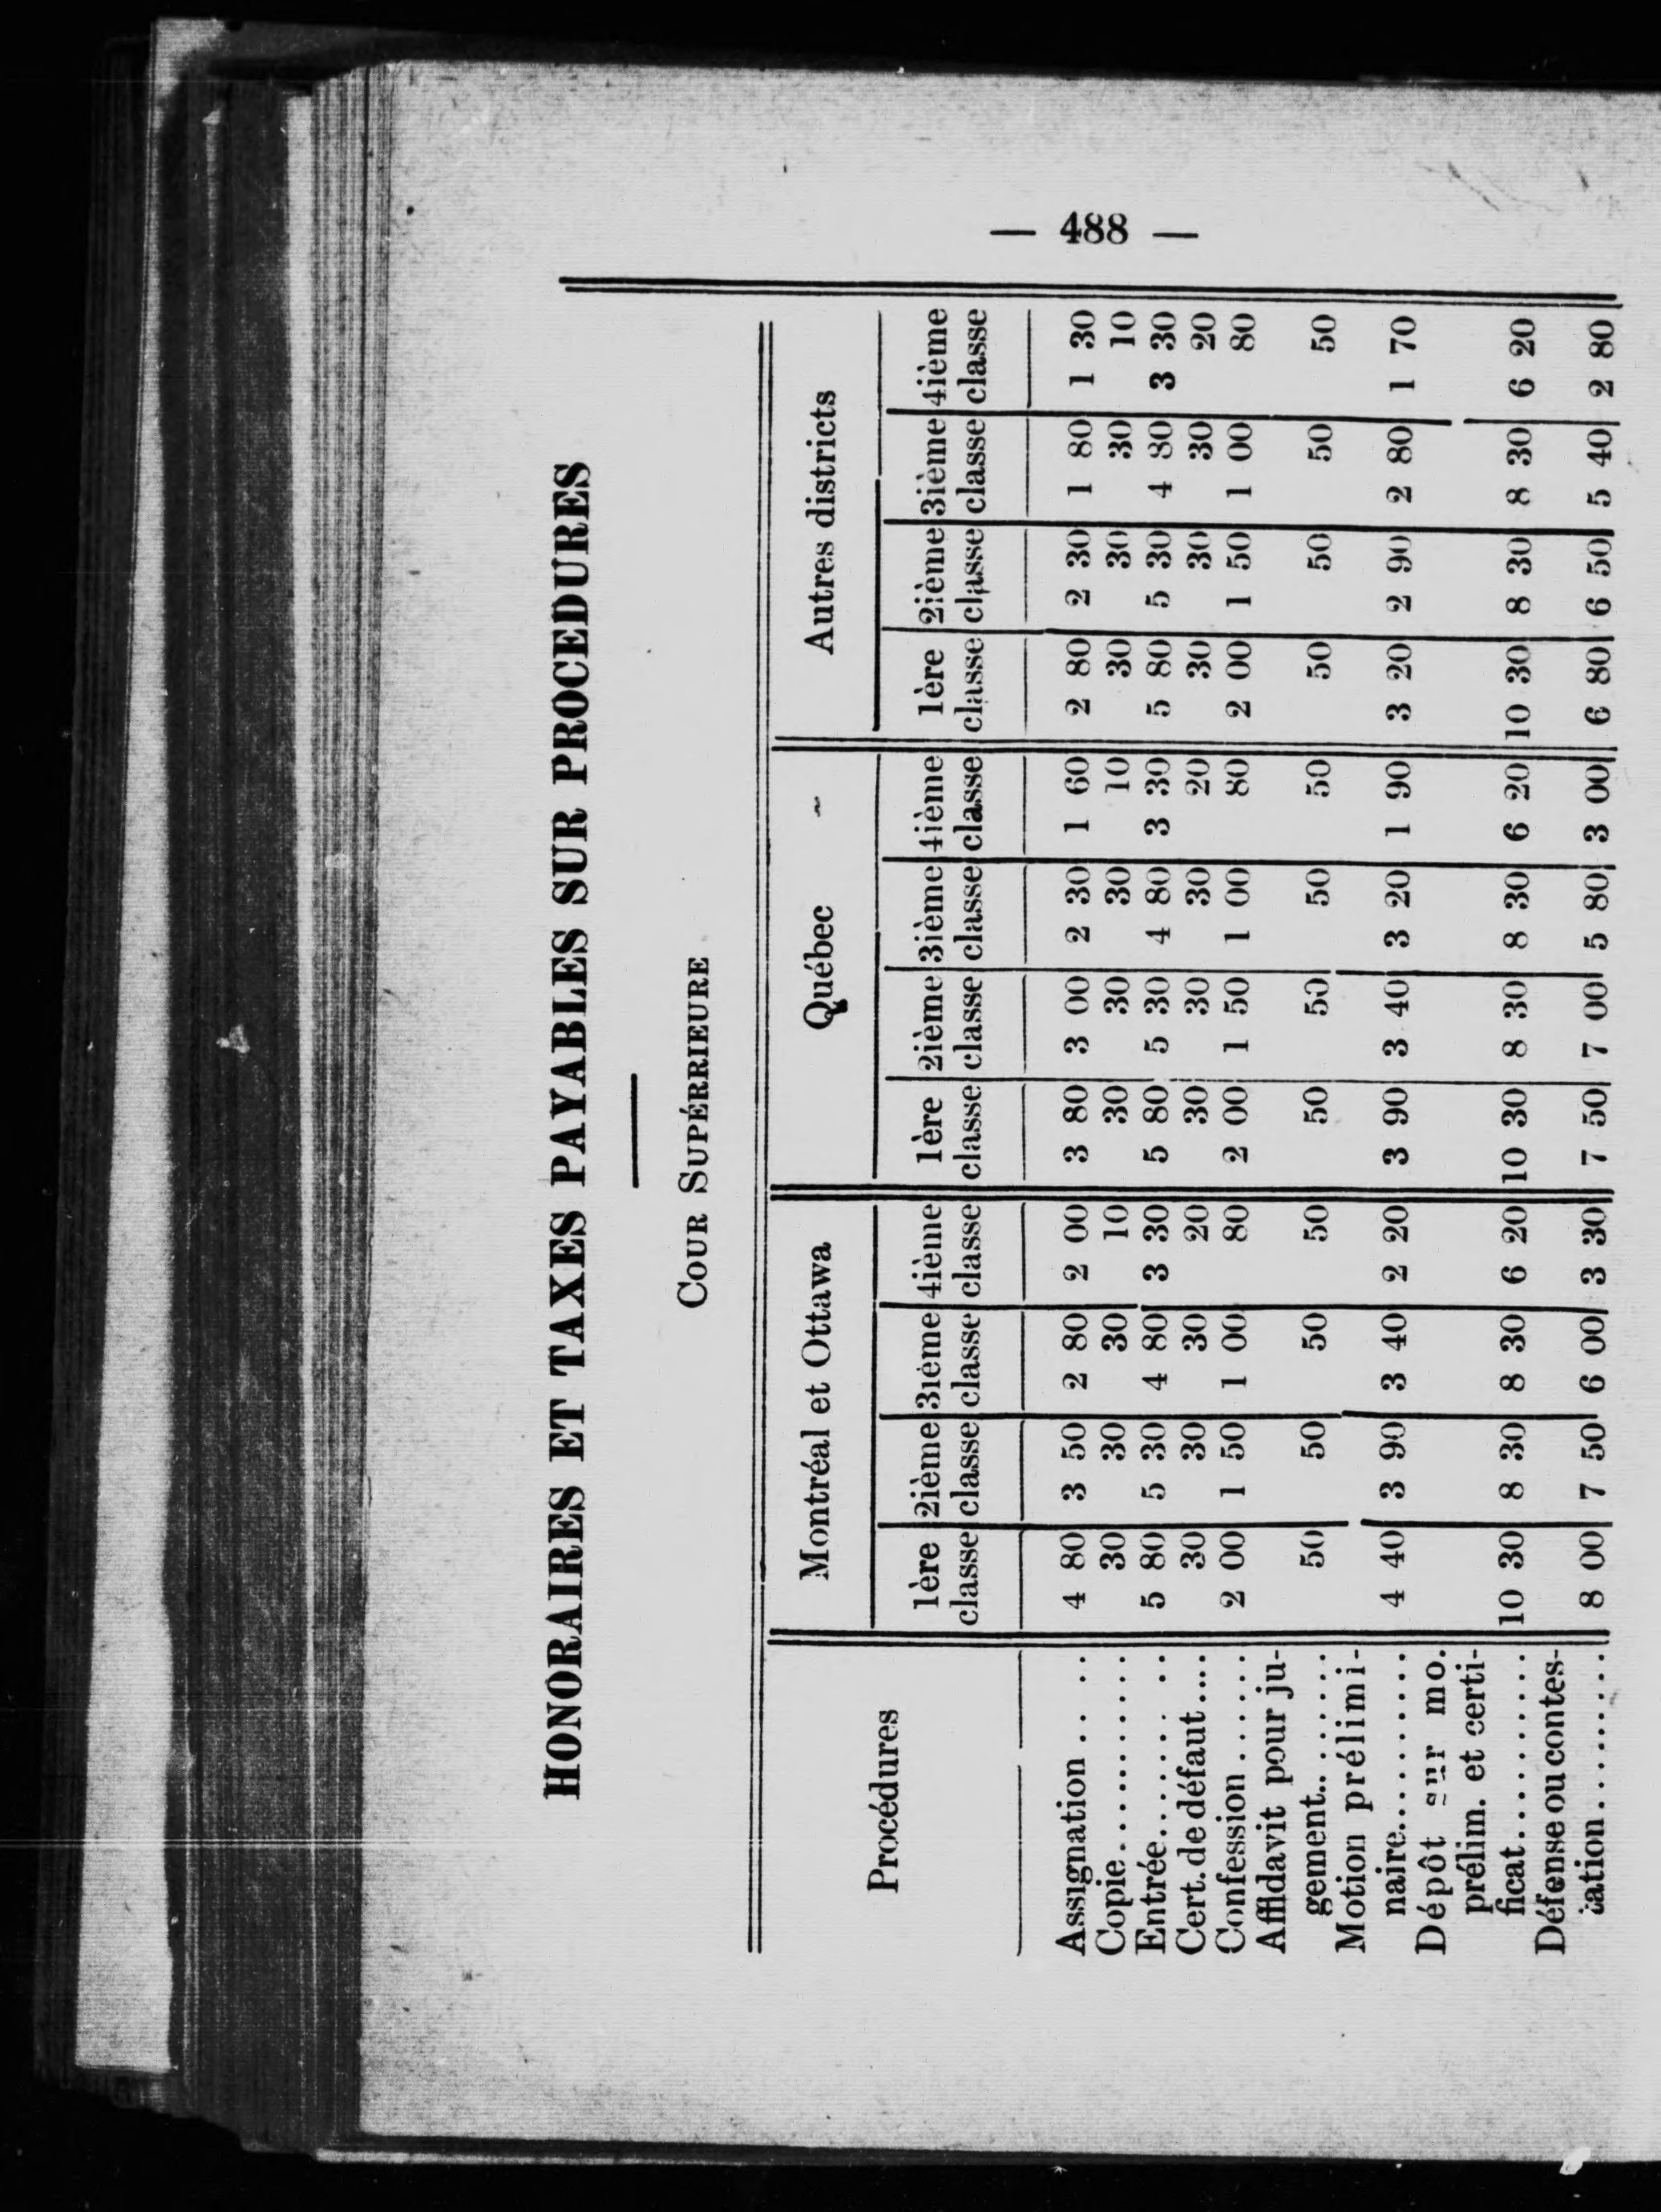 — 488 —
HONORAIRES ET TAXES PAYABLES SUR PROCEDURES
COUR SUPÉRRIEURE
Procédures Montréal et Ottawa Québec Autres districts
1ère 2ième 3ième 4ième 1ère 2ième 3ième 4ième 1ère 2ième 3ième 4ième
classe classe classe classe classe classe classe classe classe classe classe classe
Assignation . . . . 4 80 3 50 2 80 2 00 3 80 3 00 2 30 1 60 2 80 2 30 1 80 1 30
Copie........... 30 30 30 10 30 30 30 10 30 30 30 10
Entrée...... .. 5 80 5 30 4 80 3 30 5 80 5 30 4 80 3 30 5 80 5 30 4 80 3 30
Cert. de défaut... 30 30 30 20 30 30 30 20 30 30 30 20
Confession ...... 2 00 1 50 1 00 80 2 00 1 50 1 00 80 2 00 1 50 1 00 80
Affidavit pour ju-
gement........ 50 50 50 50 50 50 50 50 50 50 50 50
Motion prélimi-
naire.......... 4 40 3 90 3 40 2 20 3 90 3 40 3 20 1 90 3 20 2 90 2 80 1 70
Dépôt sur mo.
prélim. et certi-
ficat.......... 10 30 8 30 8 30 6 20 10 30 8 30 8 30 6 20 10 30 8 30 8 30 6 20
Défense ou contes-
sation......... 8 00 7 50 6 00 3 30 7 50 7 00 5 80 3 00 6 80 6 50 5 40 2 80